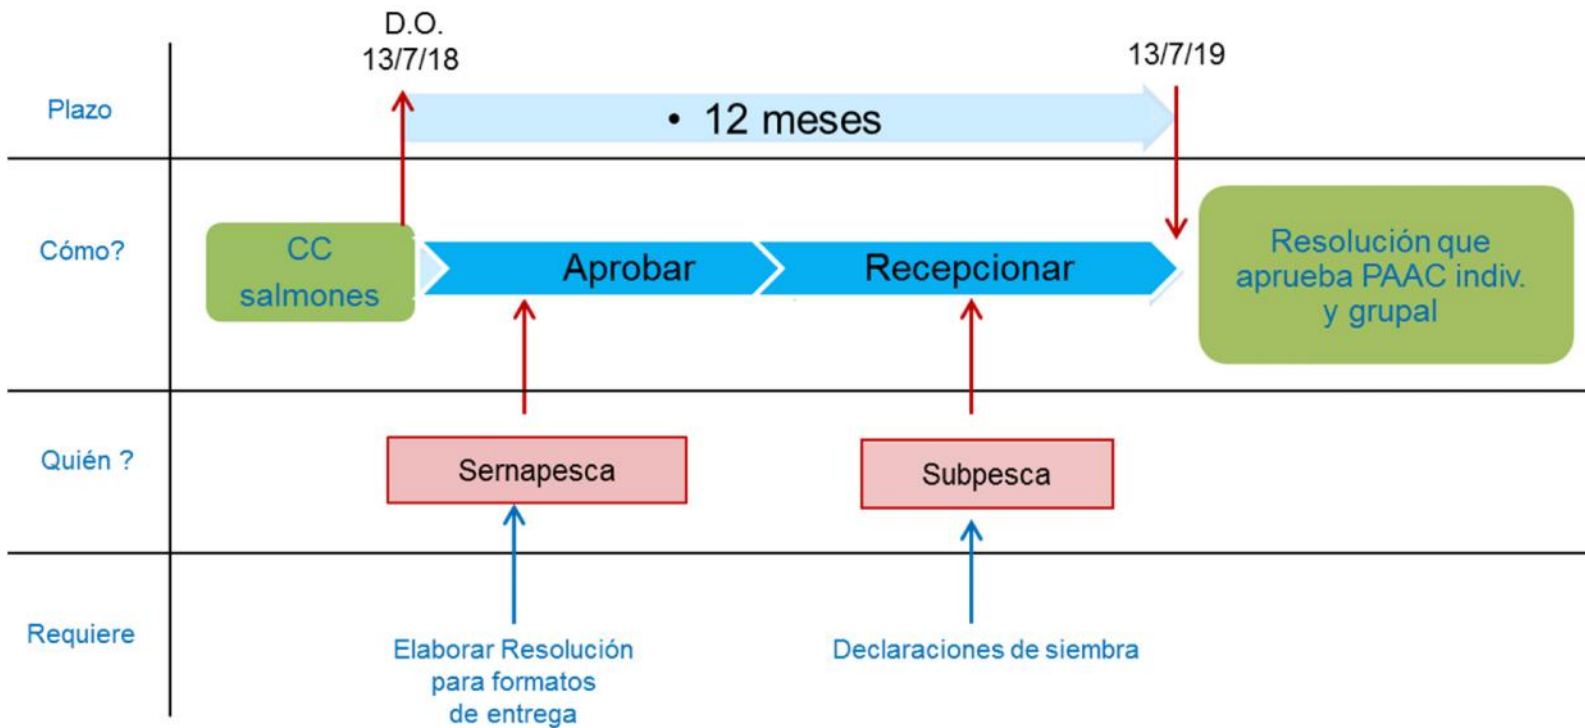 D.O.
13/7/18
13/7/19
Plazo
• 12 meses
Cómo?
CC
salmones
Aprobar
Recepcionar
Resolución que
aprueba PAAC indiv.
y grupal
Quién ?
Sernapesca
Subpesca
Requiere
Elaborar Resolución
para formatos
de entrega
Declaraciones de siembra